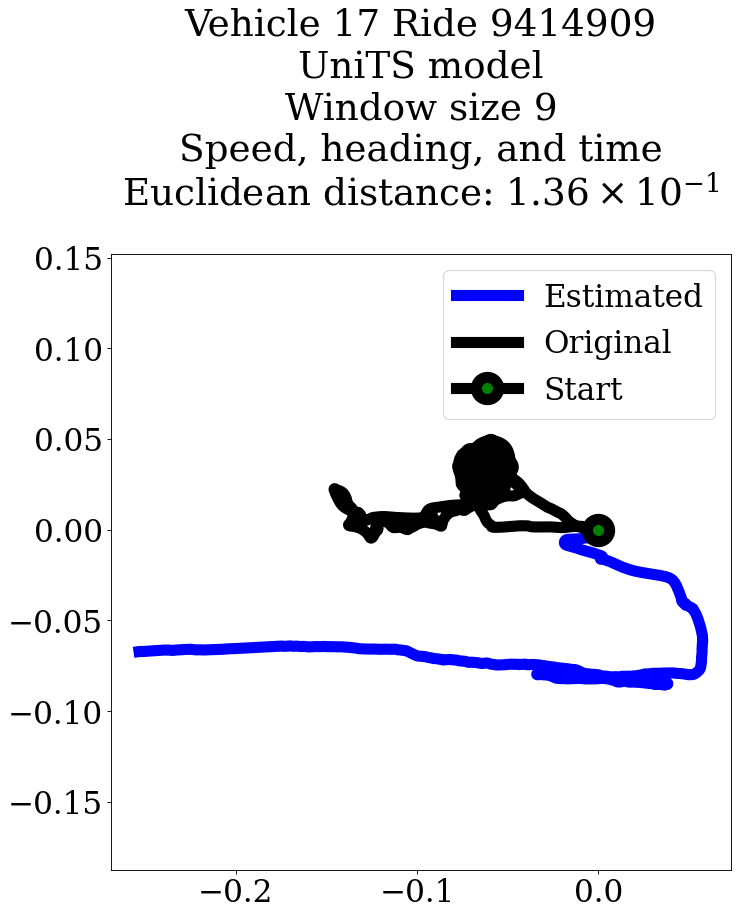 Vehicle 17 Ride 9414909
UniTS model
Window size 9
Speed, heading, and time
Euclidean distance: 1.36 × 10⁻¹
Estimated
Original
Start
0.15
0.10
0.05
0.00
−0.05
−0.10
−0.15
−0.2
−0.1
0.0